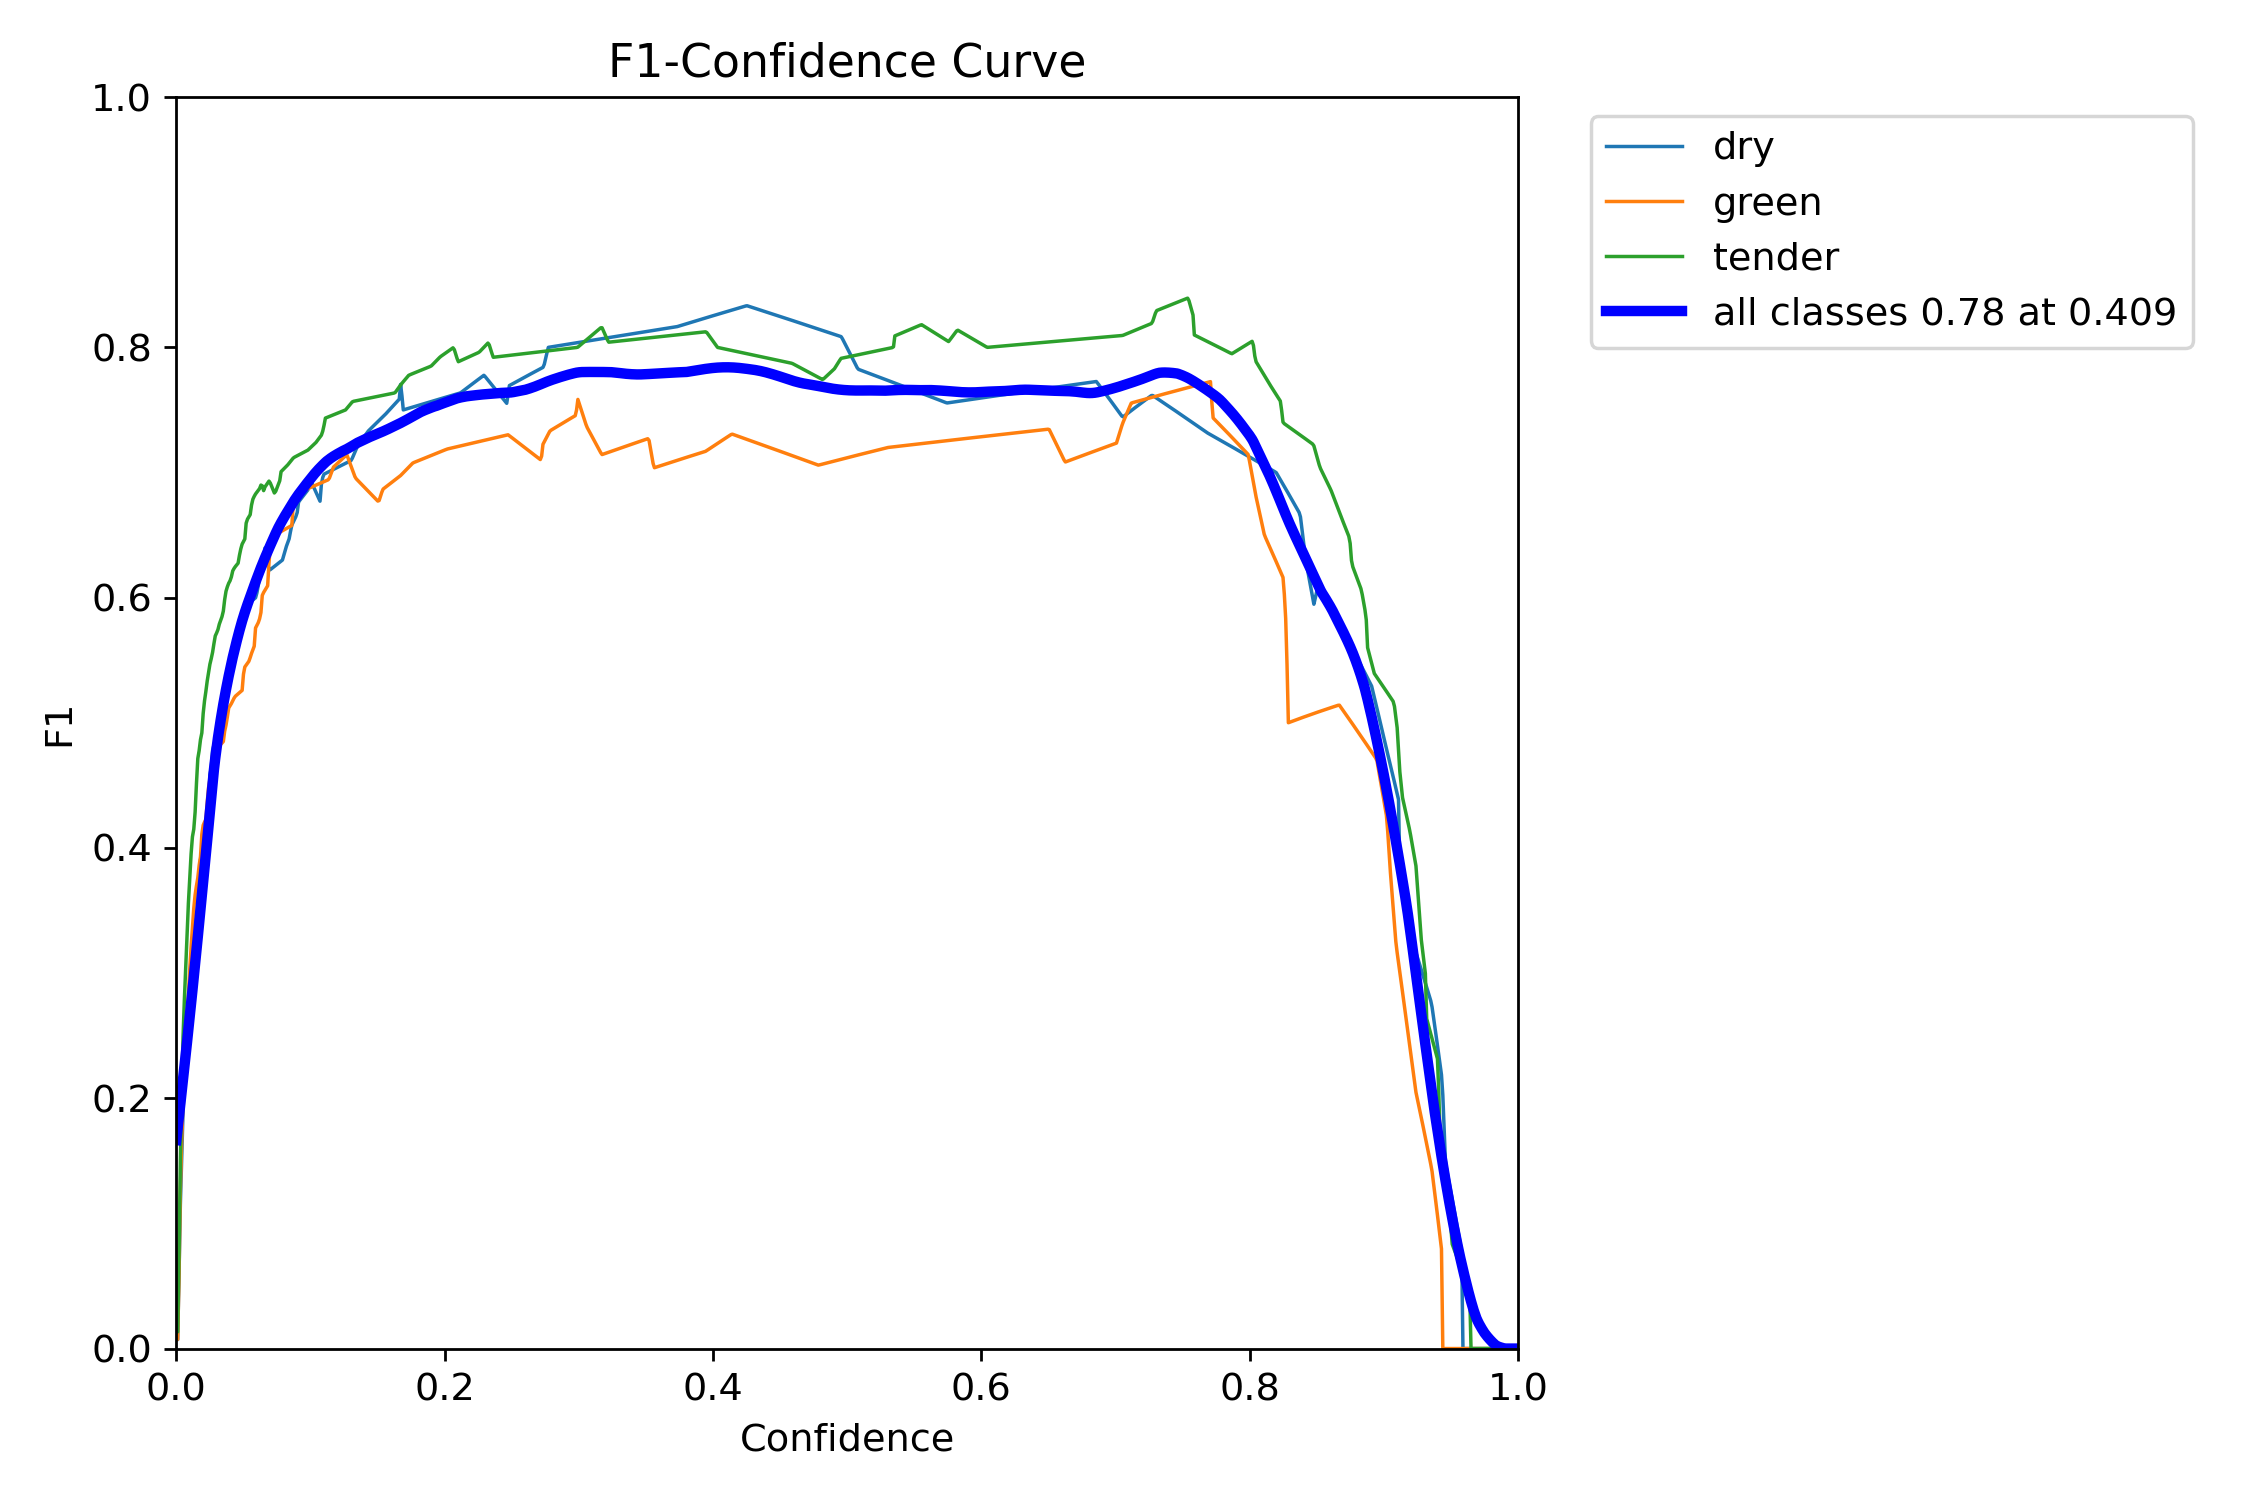 F1-Confidence Curve
1.0
0.8
0.6
0.4
0.2
0.0
F1
0.0 0.2 0.4 0.6 0.8 1.0
Confidence
dry
green
tender
all classes 0.78 at 0.409